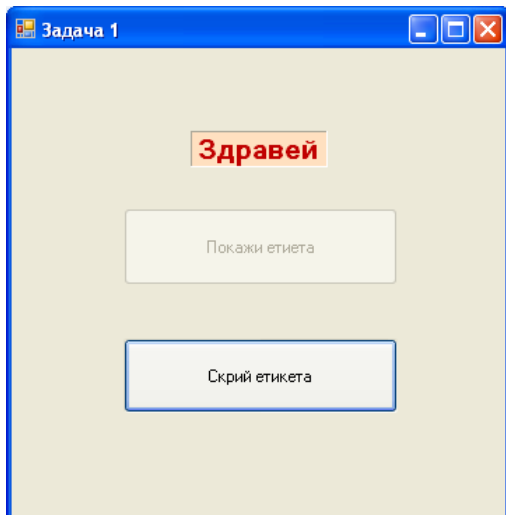 Задача 1
Здравей
Покажи етиета
Скрий етикета